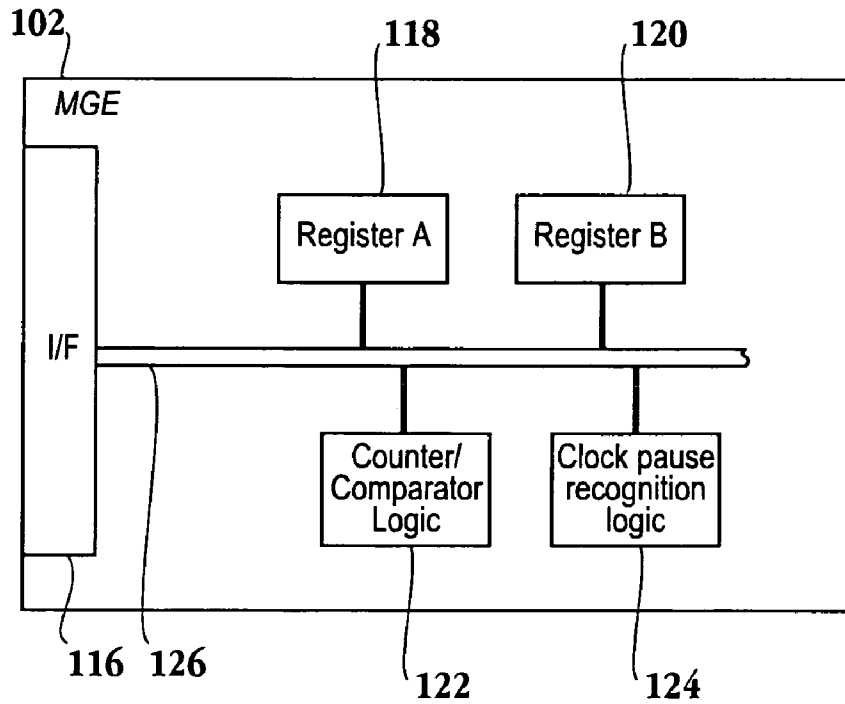 102
118
120
MGE
Register A
Register B
I/F
Counter/
Comparator
Logic
Clock pause
recognition
logic
116
126
122
124